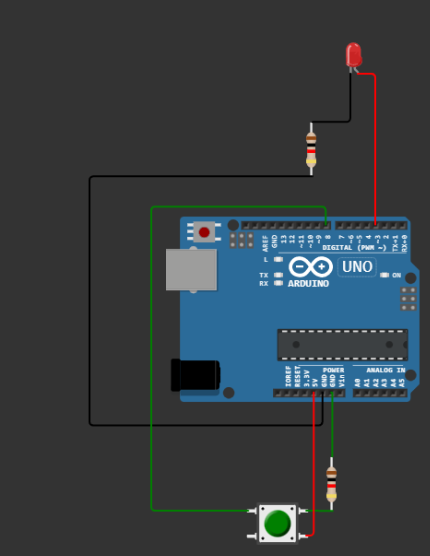 AREF
GND
13
12
~11
~10
~9
8
7
~6
~5
4
~3
2
TX→1
RX←0
DIGITAL (PWM ~)
L
UNO
TX
RX
ARDUINO
ON
IOREF
RESET
3.3V
5V
GND
GND
Vin
POWER
ANALOG IN
A0
A1
A2
A3
A4
A5